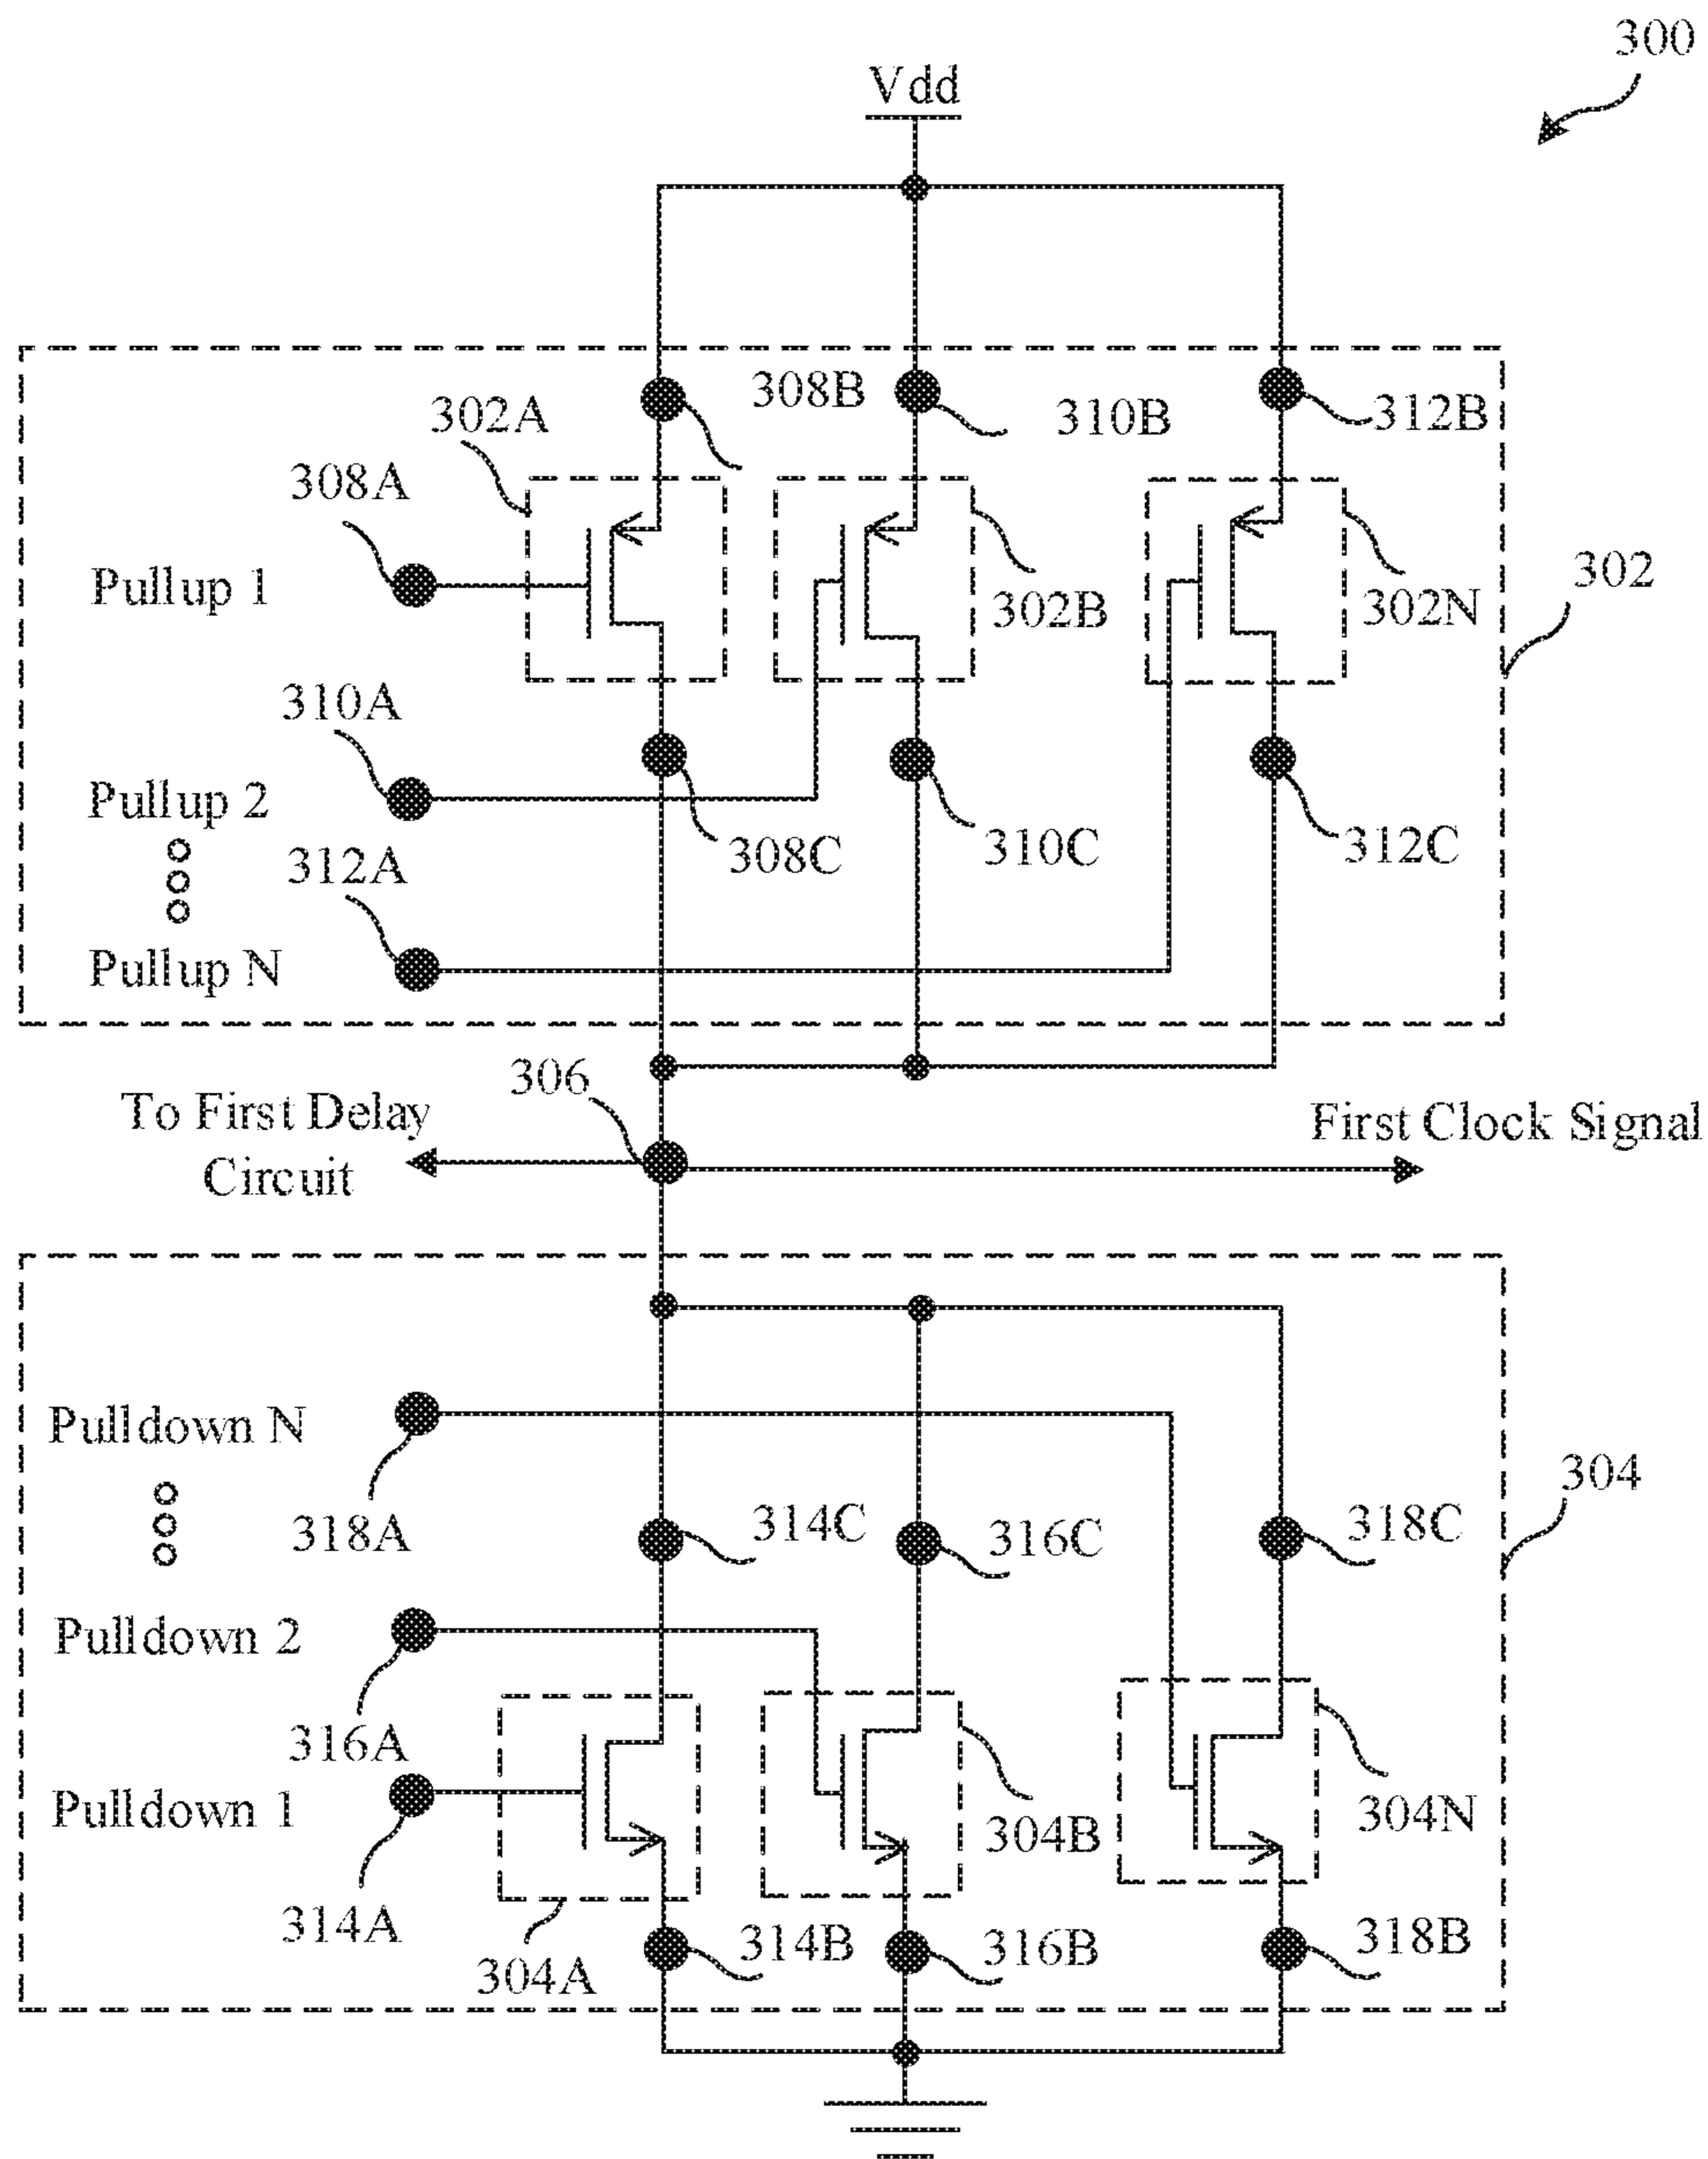 300
Vdd
308B
310B
312B
302A
308A
Pullup 1
302B
302N
302
310A
Pullup 2
308C
310C
312C
312A
Pullup N
306
To First Delay
Circuit
First Clock Signal
Pulldown N
318A
314C
316C
318C
304
Pulldown 2
316A
Pulldown 1
304B
304N
314A
304A
314B
316B
318B